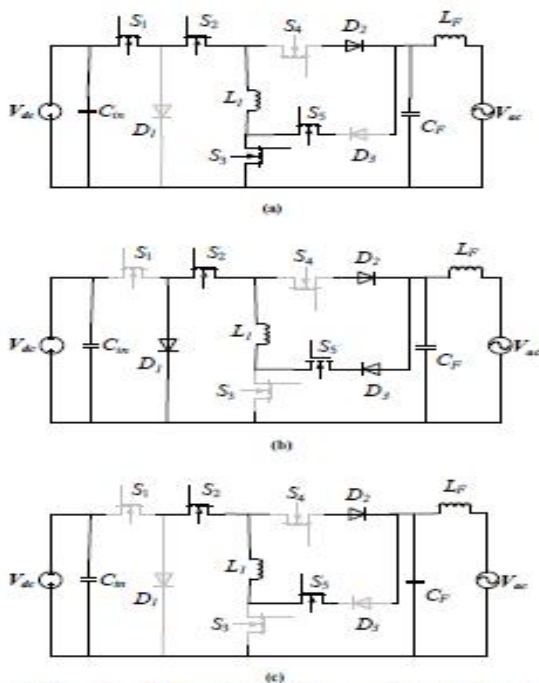 S1 S2 S4 D2 LF
Vdc Cin D1 L1 S5 D3 CF Vac
S3
(a)
S1 S2 S4 D2 LF
Vdc Cin D1 L1 S5 D3 CF Vac
S3
(b)
S1 S2 S4 D2 LF
Vdc Cin D1 L1 S5 D3 CF Vac
S3
(c)